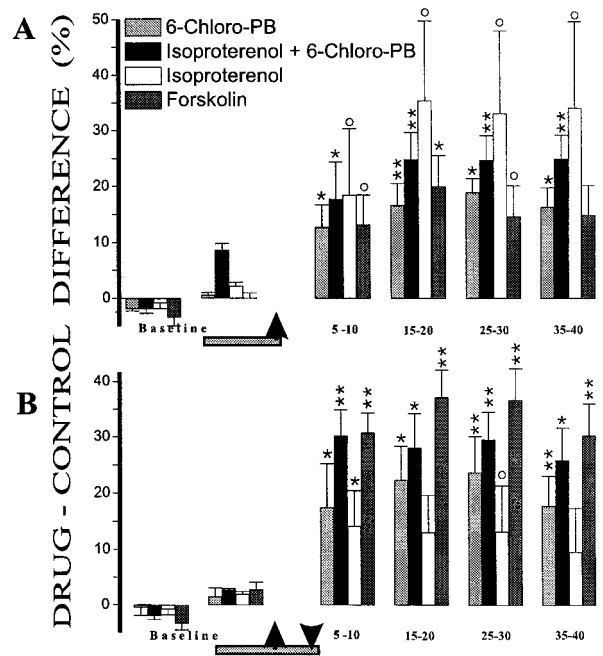 DRUG - CONTROL DIFFERENCE (%)
A
50
40
30
20
10
0
6-Chloro-PB
Isoproterenol + 6-Chloro-PB
Isoproterenol
Forskolin
* * ○ ○
** ** ○ *
* ** ○ ○
* ** ○
Baseline
5 -10
15-20
25-30
35-40
B
40
30
20
10
0
* ** * **
* * **
** ** ○ **
** * **
Baseline
5 -10
15-20
25-30
35-40